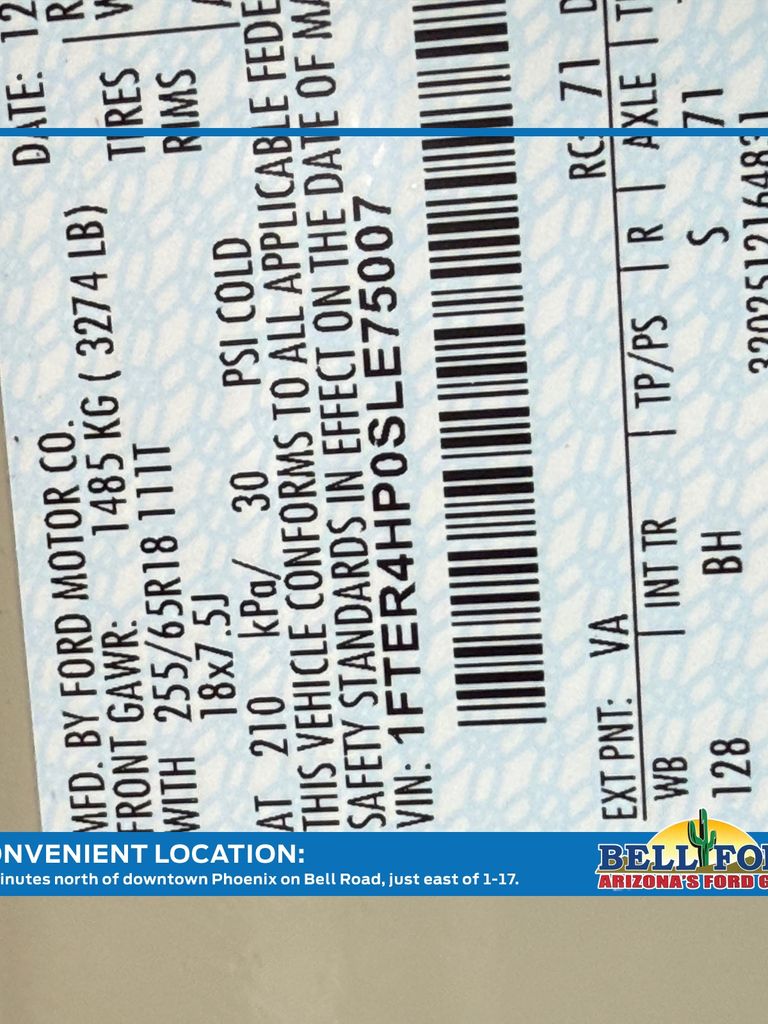 MFD. BY FORD MOTOR CO.
DATE: 12
FRONT GAWR: 1485 KG ( 3274 LB)
WITH 255/65R18 111T TIRES
18x7.5J RIMS
AT 210 kPa/ 30 PSI COLD
THIS VEHICLE CONFORMS TO ALL APPLICABLE FEDE
SAFETY STANDARDS IN EFFECT ON THE DATE OF MA
VIN: 1FTER4HP0SLE75007
EXT PNT: VA RC: 71 D
WB | INT TR | TP/PS | R | AXLE | T
128 BH S 71
ONVENIENT LOCATION:
inutes north of downtown Phoenix on Bell Road, just east of 1-17.
BELL FO
ARIZONA'S FORD G